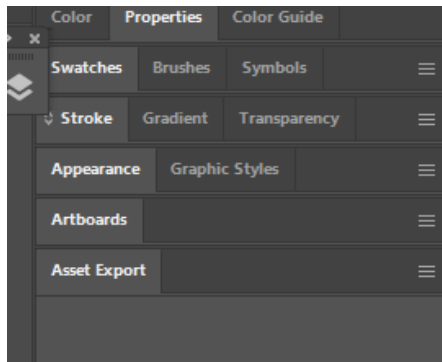 Color Properties Color Guide
Swatches Brushes Symbols
Stroke Gradient Transparency
Appearance Graphic Styles
Artboards
Asset Export